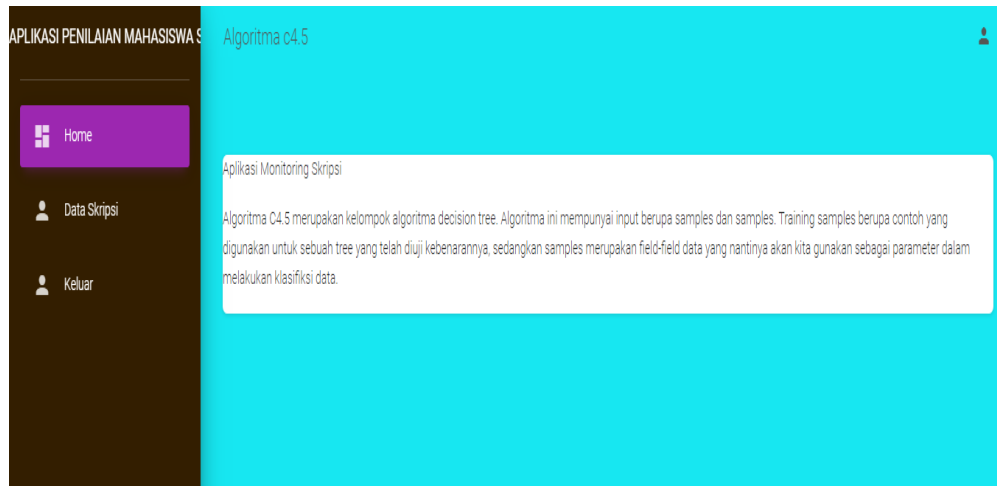 APLIKASI PENILAIAN MAHASISWA S
Algoritma c4.5
Home
Data Skripsi
Keluar
Aplikasi Monitoring Skripsi
Algoritma C4.5 merupakan kelompok algoritma decision tree. Algoritma ini mempunyai input berupa samples dan samples. Training samples berupa contoh yang
digunakan untuk sebuah tree yang telah diuji kebenarannya, sedangkan samples merupakan field-field data yang nantinya akan kita gunakan sebagai parameter dalam
melakukan klasifiksi data.